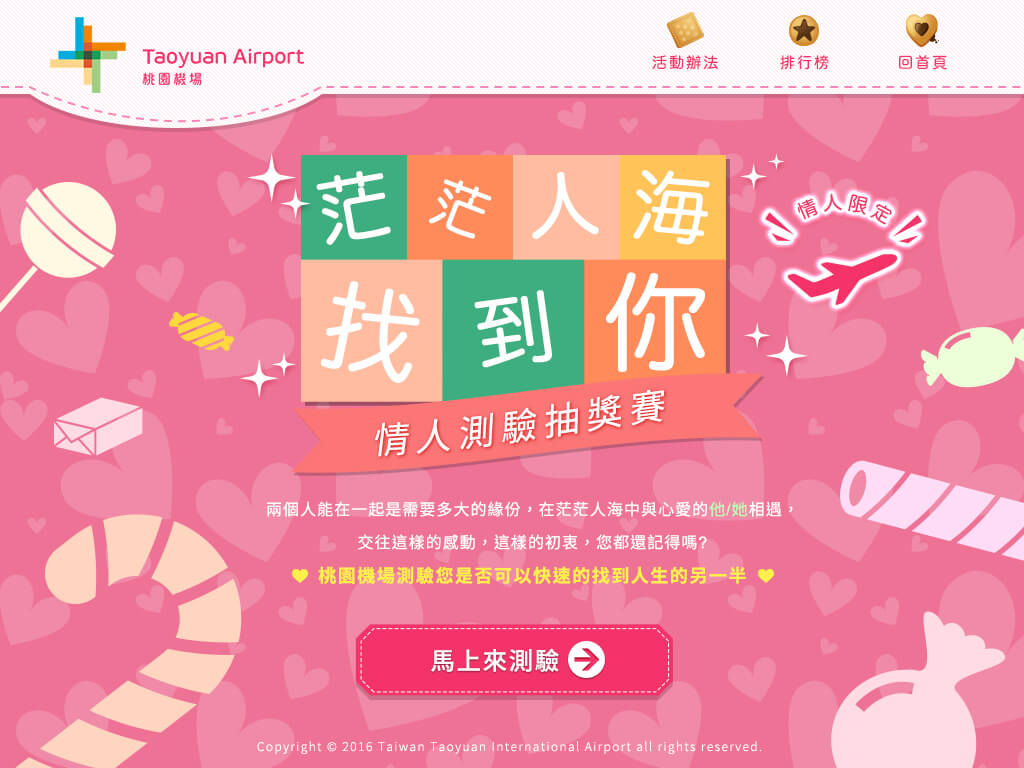 Taoyuan Airport
桃園機場
活動辦法
排行榜
回首頁
茫茫人海
找到你
情人限定
情人測驗抽獎賽
兩個人能在一起是需要多大的緣份，在茫茫人海中與心愛的他/她相遇，
交往這樣的感動，這樣的初衷，您都還記得嗎?
桃園機場測驗您是否可以快速的找到人生的另一半
馬上來測驗
Copyright © 2016 Taiwan Taoyuan International Airport all rights reserved.